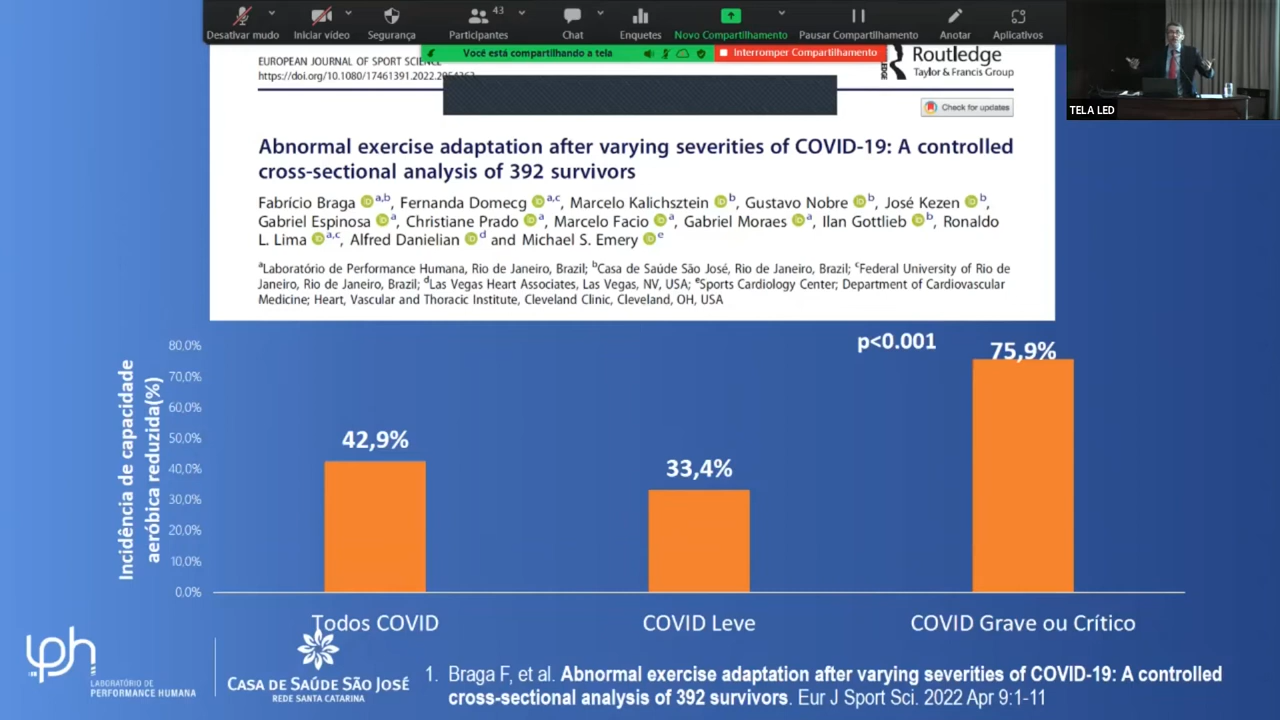 Desativar mudo
Iniciar vídeo
Segurança
43
Participantes
Chat
Enquetes
Novo Compartilhamento
Pausar Compartilhamento
Anotar
Aplicativos
Você está compartilhando a tela
Interromper Compartilhamento
TELA LED
EUROPEAN JOURNAL OF SPORT SCIENCE
Routledge
Taylor & Francis Group
Check for updates
Abnormal exercise adaptation after varying severities of COVID-19: A controlled
cross-sectional analysis of 392 survivors
Fabrício Braga a,b, Fernanda Domecq a,c, Marcelo Kalichsztein b, Gustavo Nobre b, José Kezen b,
Gabriel Espinosa a, Christiane Prado a, Marcelo Facio a, Gabriel Moraes a, Ilan Gottlieb b, Ronaldo
L. Lima a,c, Alfred Danielian d and Michael S. Emery e
aLaboratório de Performance Humana, Rio de Janeiro, Brazil; bCasa de Saúde São José, Rio de Janeiro, Brazil; cFederal University of Rio de
Janeiro, Rio de Janeiro, Brazil; dLas Vegas Heart Associates, Las Vegas, NV, USA; eSports Cardiology Center; Department of Cardiovascular
Medicine; Heart, Vascular and Thoracic Institute, Cleveland Clinic, Cleveland, OH, USA
Incidência de capacidade
aeróbica reduzida(%)
80,0%
70,0%
60,0%
50,0%
40,0%
30,0%
20,0%
10,0%
0.0%
42,9%
33,4%
p<0.001
75,9%
Todos COVID
COVID Leve
COVID Grave ou Crítico
lph
LABORATÓRIO DE
PERFORMANCE HUMANA
CASA DE SAÚDE SÃO JOSÉ
REDE SANTA CATARINA
1. Braga F, et al. Abnormal exercise adaptation after varying severities of COVID-19: A controlled
cross-sectional analysis of 392 survivors. Eur J Sport Sci. 2022 Apr 9:1-11